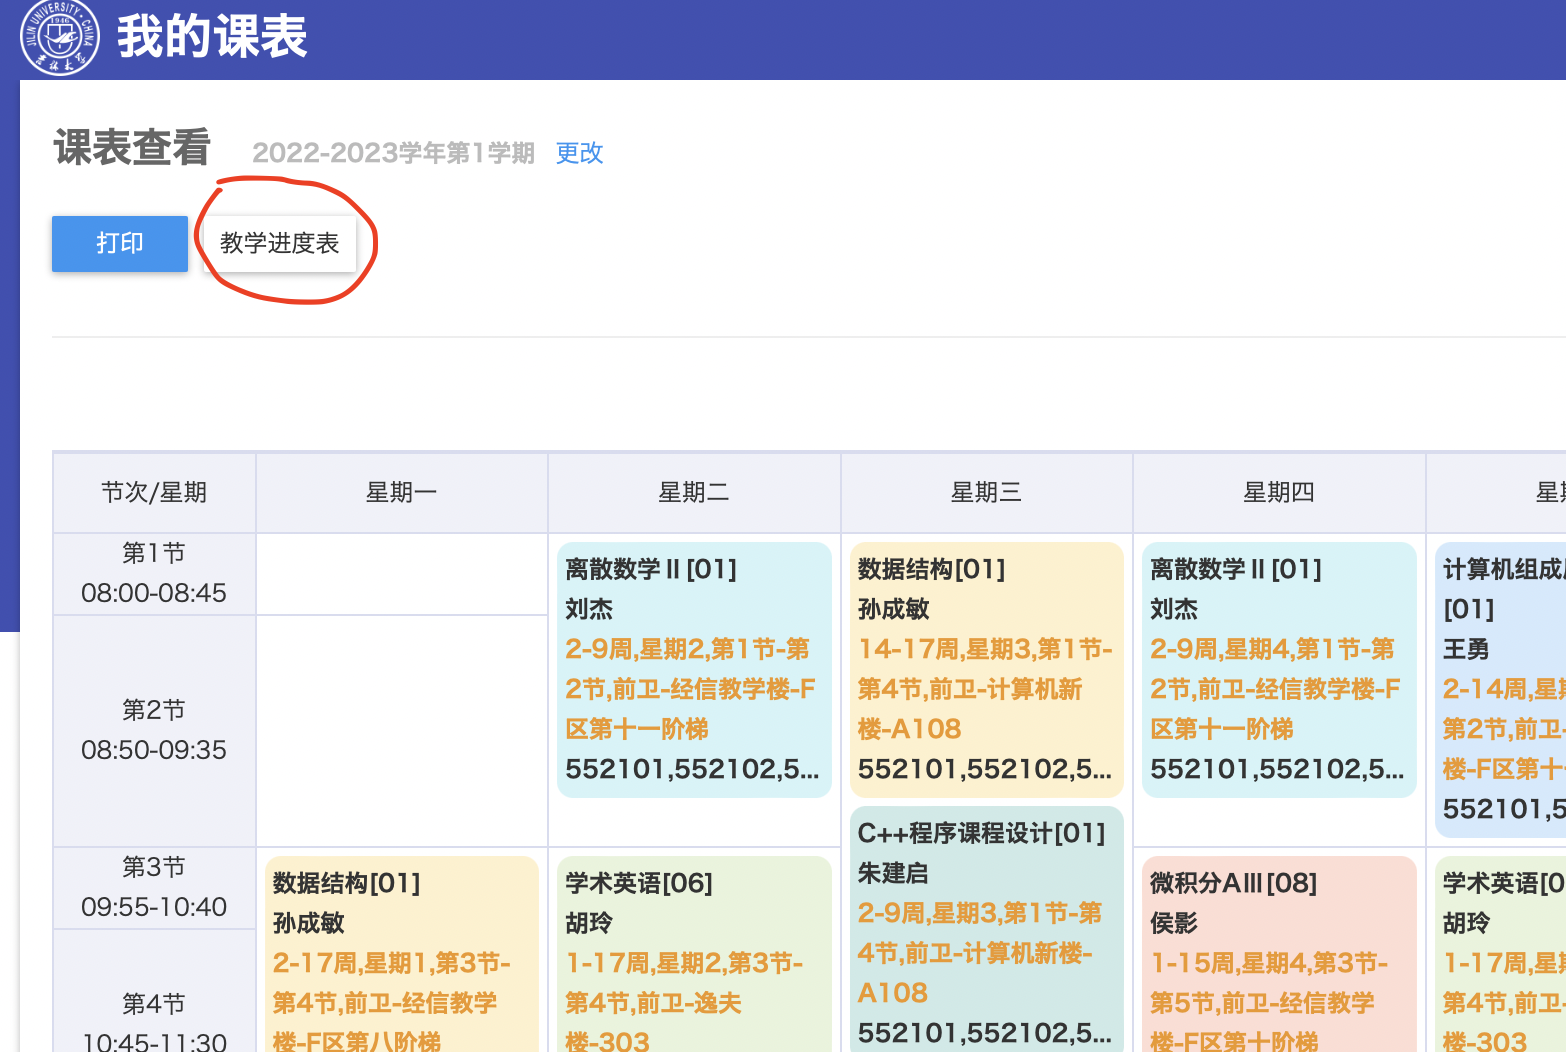 JILIN UNIVERSITY · CHINA
1946
吉林大学
我的课表
课表查看 2022-2023学年第1学期 更改
打印 教学进度表
节次/星期 星期一 星期二 星期三 星期四
第1节
08:00-08:45
第2节
08:50-09:35
第3节
09:55-10:40
第4节
10:45-11:30
数据结构[01]
孙成敏
2-17周,星期1,第3节-
第4节,前卫-经信教学
楼-F区第八阶梯
离散数学 II [01]
刘杰
2-9周,星期2,第1节-第
2节,前卫-经信教学楼-F
区第十一阶梯
552101,552102,5...
学术英语[06]
胡玲
1-17周,星期2,第3节-
第4节,前卫-逸夫
楼-303
数据结构[01]
孙成敏
14-17周,星期3,第1节-
第4节,前卫-计算机新
楼-A108
552101,552102,5...
C++程序课程设计[01]
朱建启
2-9周,星期3,第1节-第
4节,前卫-计算机新楼-
A108
552101,552102,5...
离散数学 II [01]
刘杰
2-9周,星期4,第1节-第
2节,前卫-经信教学楼-F
区第十一阶梯
552101,552102,5...
微积分AIII[08]
侯影
1-15周,星期4,第3节-
第5节,前卫-经信教学
楼-F区第十阶梯
计算机组成
[01]
王勇
2-14周,星
第2节,前卫-
楼-F区第十
552101,5
学术英语[0
胡玲
1-17周,星
第4节,前卫-
楼-303